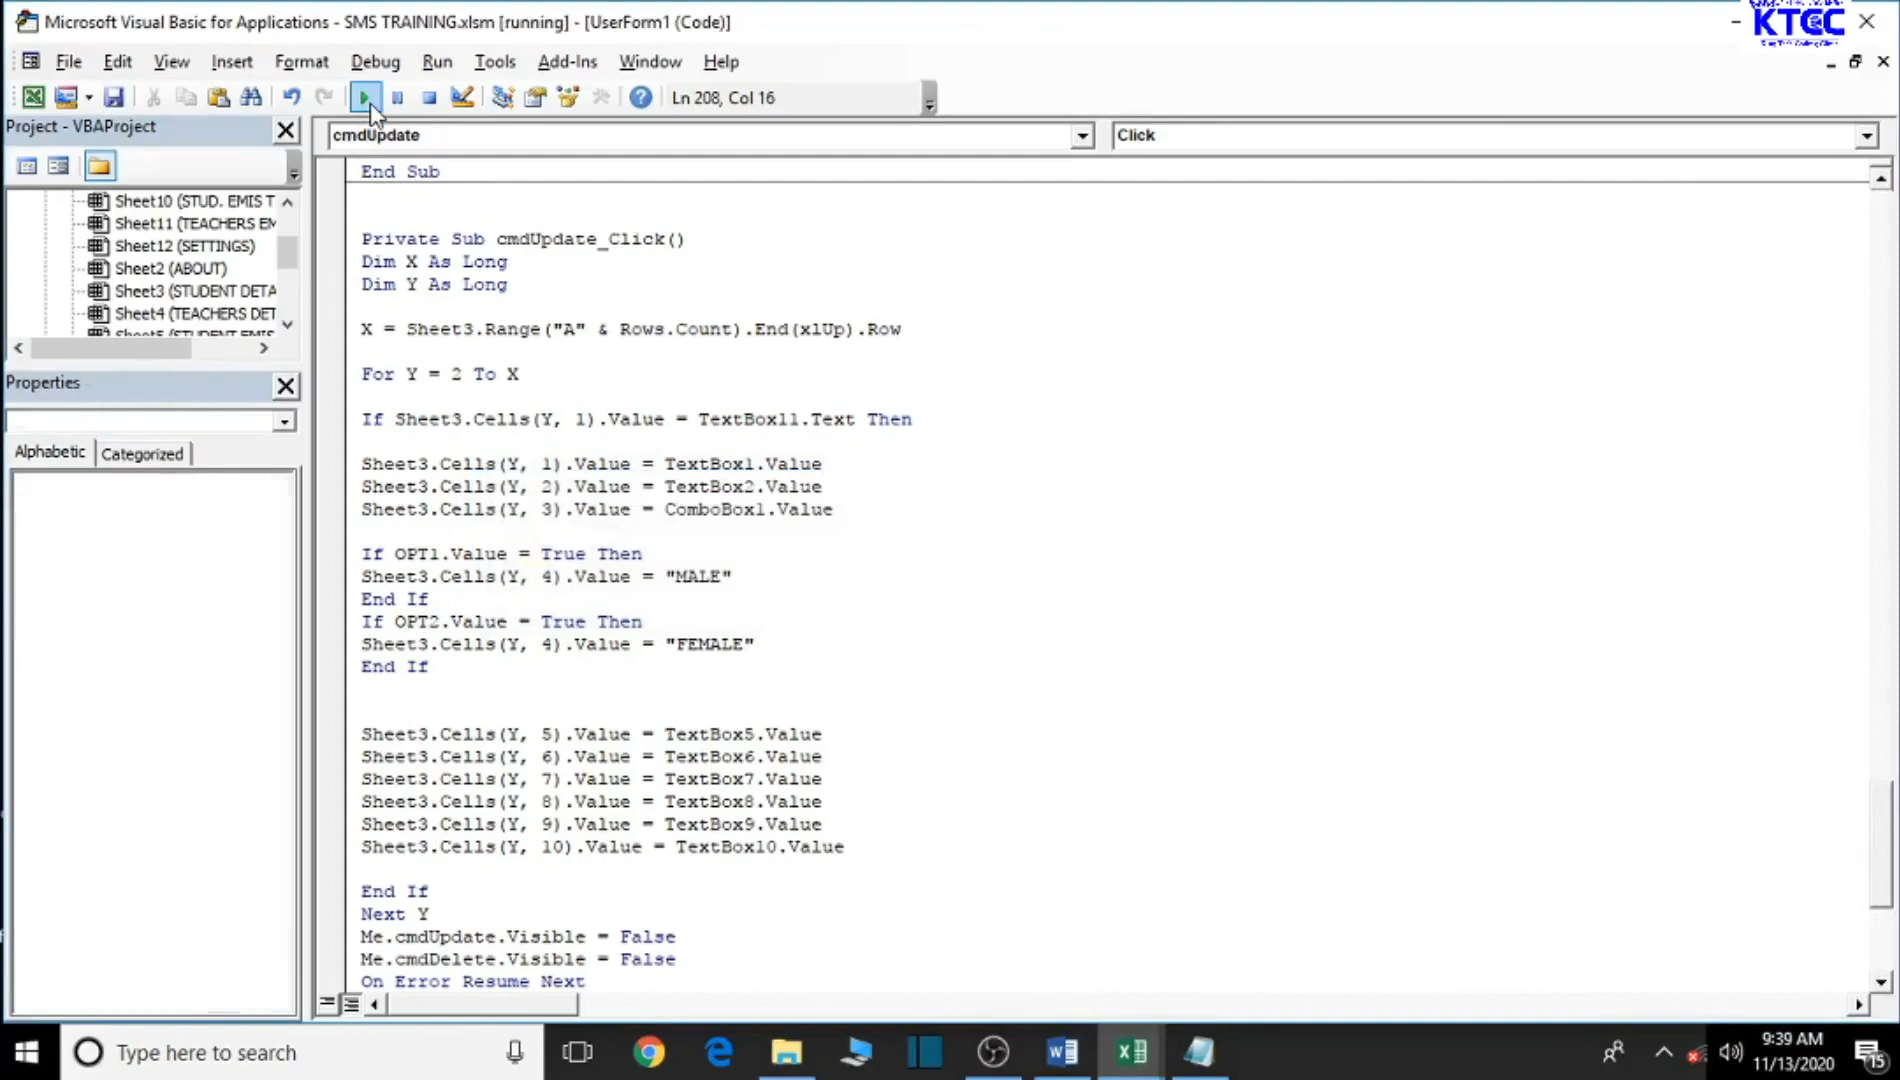 Microsoft Visual Basic for Applications - SMS TRAINING.xlsm [running] - [UserForm1 (Code)]
KTCC
File Edit View Insert Format Debug Run Tools Add-Ins Window Help
Ln 208, Col 16
Project - VBAProject
cmdUpdate
Click
Sheet10 (STUD. EMIS T
Sheet11 (TEACHERS EM
Sheet12 (SETTINGS)
Sheet2 (ABOUT)
Sheet3 (STUDENT DETA
Sheet4 (TEACHERS DET
Sheet5 (STUDENT EMIS
Properties
Alphabetic Categorized
End Sub
Private Sub cmdUpdate_Click()
Dim X As Long
Dim Y As Long
X = Sheet3.Range("A" & Rows.Count).End(xlUp).Row
For Y = 2 To X
If Sheet3.Cells(Y, 1).Value = TextBox11.Text Then
Sheet3.Cells(Y, 1).Value = TextBox1.Value
Sheet3.Cells(Y, 2).Value = TextBox2.Value
Sheet3.Cells(Y, 3).Value = ComboBox1.Value
If OPT1.Value = True Then
Sheet3.Cells(Y, 4).Value = "MALE"
End If
If OPT2.Value = True Then
Sheet3.Cells(Y, 4).Value = "FEMALE"
End If
Sheet3.Cells(Y, 5).Value = TextBox5.Value
Sheet3.Cells(Y, 6).Value = TextBox6.Value
Sheet3.Cells(Y, 7).Value = TextBox7.Value
Sheet3.Cells(Y, 8).Value = TextBox8.Value
Sheet3.Cells(Y, 9).Value = TextBox9.Value
Sheet3.Cells(Y, 10).Value = TextBox10.Value
End If
Next Y
Me.cmdUpdate.Visible = False
Me.cmdDelete.Visible = False
On Error Resume Next
Type here to search
9:39 AM
11/13/2020
15